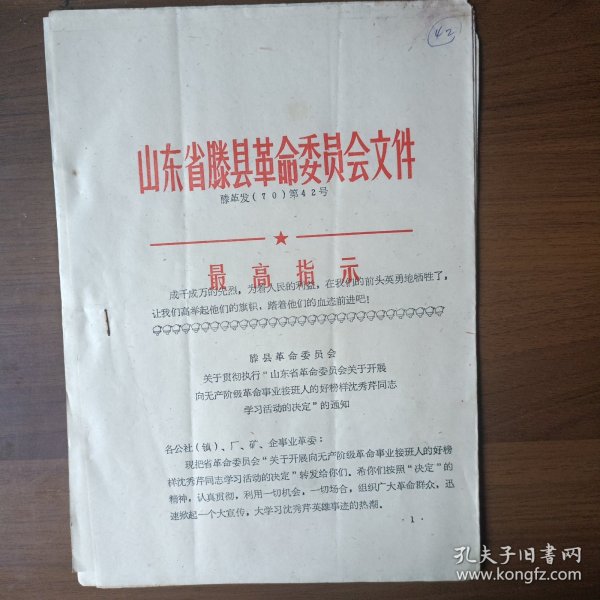 42
山东省滕县革命委员会文件
滕革发(70)第42号
最高指示
成千成万的先烈，为着人民的利益，在我们的前头英勇地牺牲了，
让我们高举起他们的旗帜，踏着他们的血迹前进吧！
滕县革命委员会
关于贯彻执行“山东省革命委员会关于开展
向无产阶级革命事业接班人的好榜样沈秀芹同志
学习活动的决定”的通知
各公社(镇)、厂、矿、企事业革委：
现把省革命委员会“关于开展向无产阶级革命事业接班人的好榜
样沈秀芹同志学习活动的决定”转发给你们。希你们按照“决定”的
精神，认真贯彻，利用一切机会，一切场合，组织广大革命群众，迅
速掀起一个大宣传，大学习沈秀芹英雄事迹的热潮。
·1·
孔夫子旧书网
www.kongfz.com